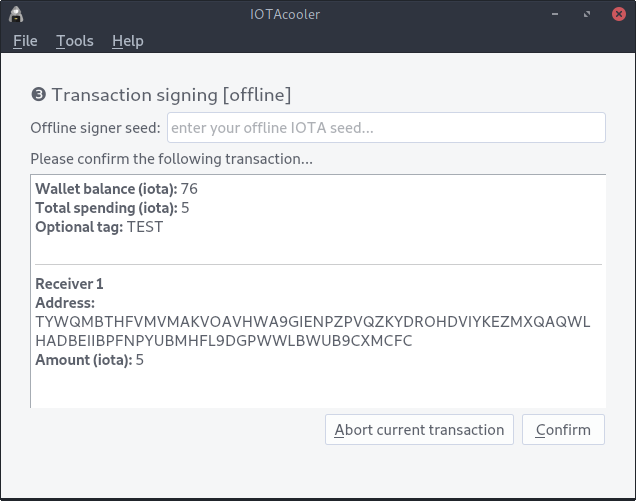 IOTAcooler
File Tools Help
❸ Transaction signing [offline]
Offline signer seed: enter your offline IOTA seed...
Please confirm the following transaction...
Wallet balance (iota): 76
Total spending (iota): 5
Optional tag: TEST
Receiver 1
Address:
TYWQMBTHFVMVMAKVOAVHWA9GIENPZPVQZKYDROHDVIYKEZMXQAQWL
HADBEIIBPFNPYUBMHFL9DGPWWLBWUB9CXMCFC
Amount (iota): 5
Abort current transaction Confirm